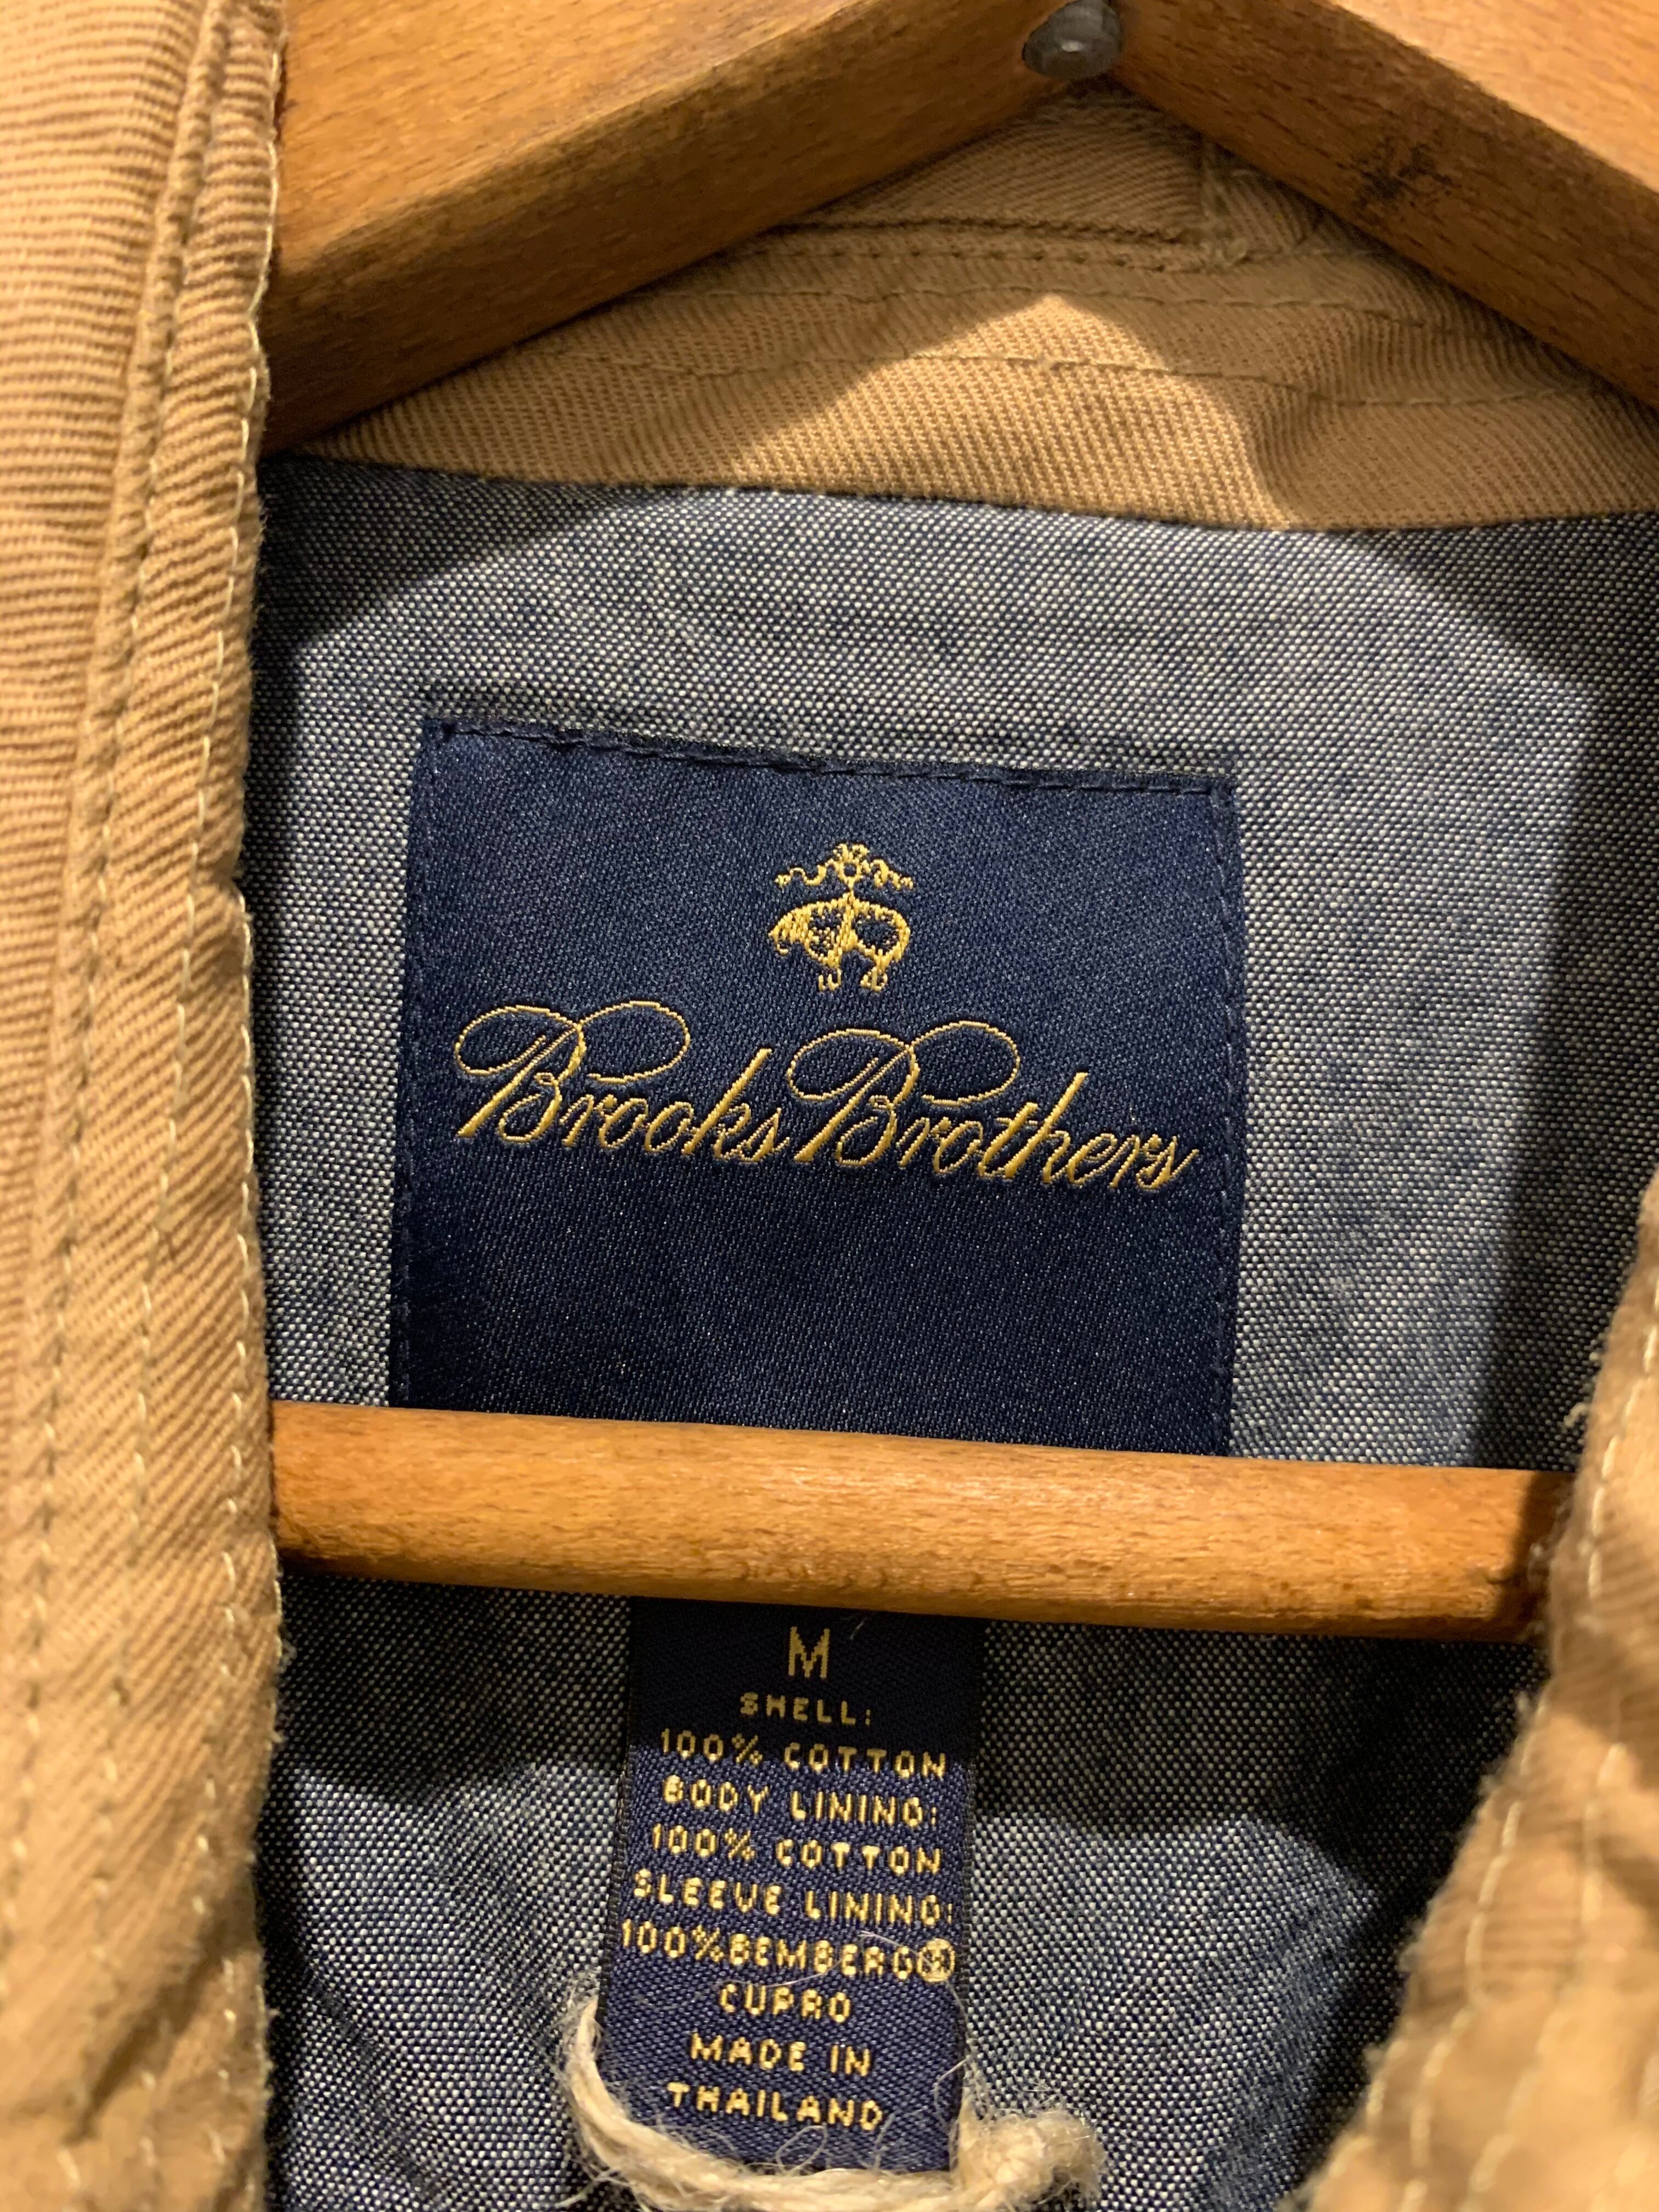 Brooks Brothers
M
SHELL:
100% COTTON
BODY LINING:
100% COTTON
SLEEVE LINING:
100%BEMBERG®
CUPRO
MADE IN
THAILAND